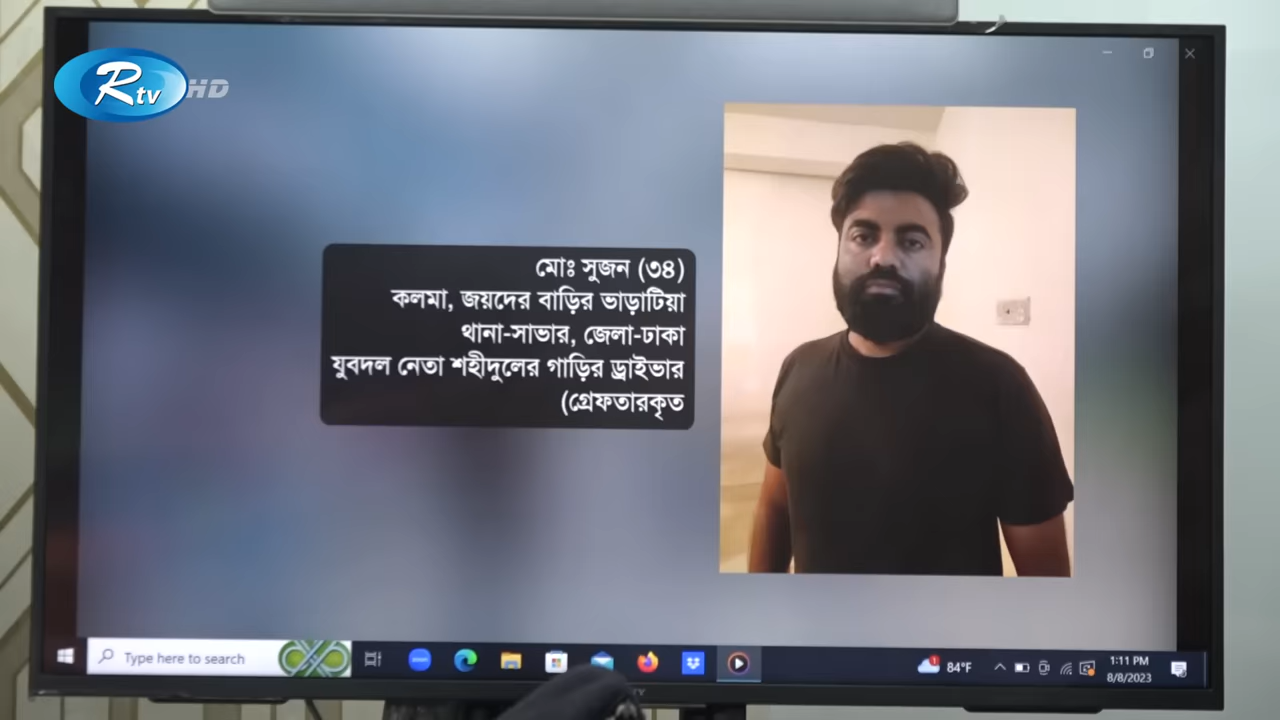 Rtv HD
মোঃ সুজন (৩৪)
কলমা, জয়দের বাড়ির ভাড়াটিয়া
থানা-সাভার, জেলা-ঢাকা
যুবদল নেতা শহীদুলের গাড়ির ড্রাইভার
(গ্রেফতারকৃত
Type here to search
84°F
1:11 PM
8/8/2023